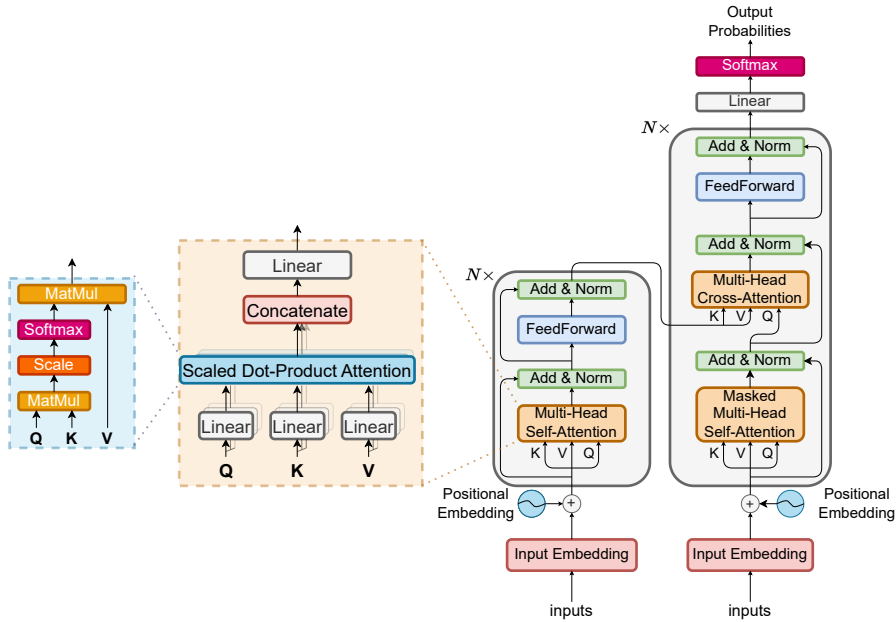 Output
Probabilities
Softmax
Linear
N×
Add & Norm
FeedForward
Add & Norm
Multi-Head
Cross-Attention
K V Q
Add & Norm
Masked
Multi-Head
Self-Attention
K V Q
Positional
Embedding
Input Embedding
inputs
N×
Add & Norm
FeedForward
Add & Norm
Multi-Head
Self-Attention
K V Q
Positional
Embedding
Input Embedding
inputs
Linear
Concatenate
Scaled Dot-Product Attention
Linear Linear Linear
Q K V
MatMul
Softmax
Scale
MatMul
Q K V